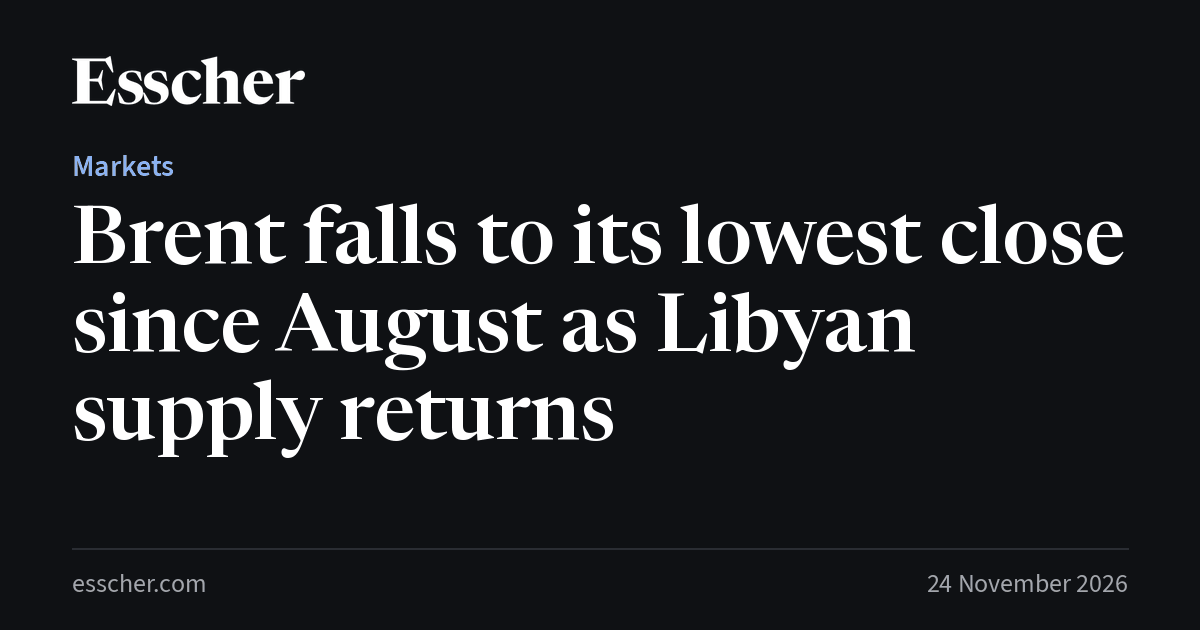 Esscher
Markets
Brent falls to its lowest close
since August as Libyan
supply returns
esscher.com
24 November 2026